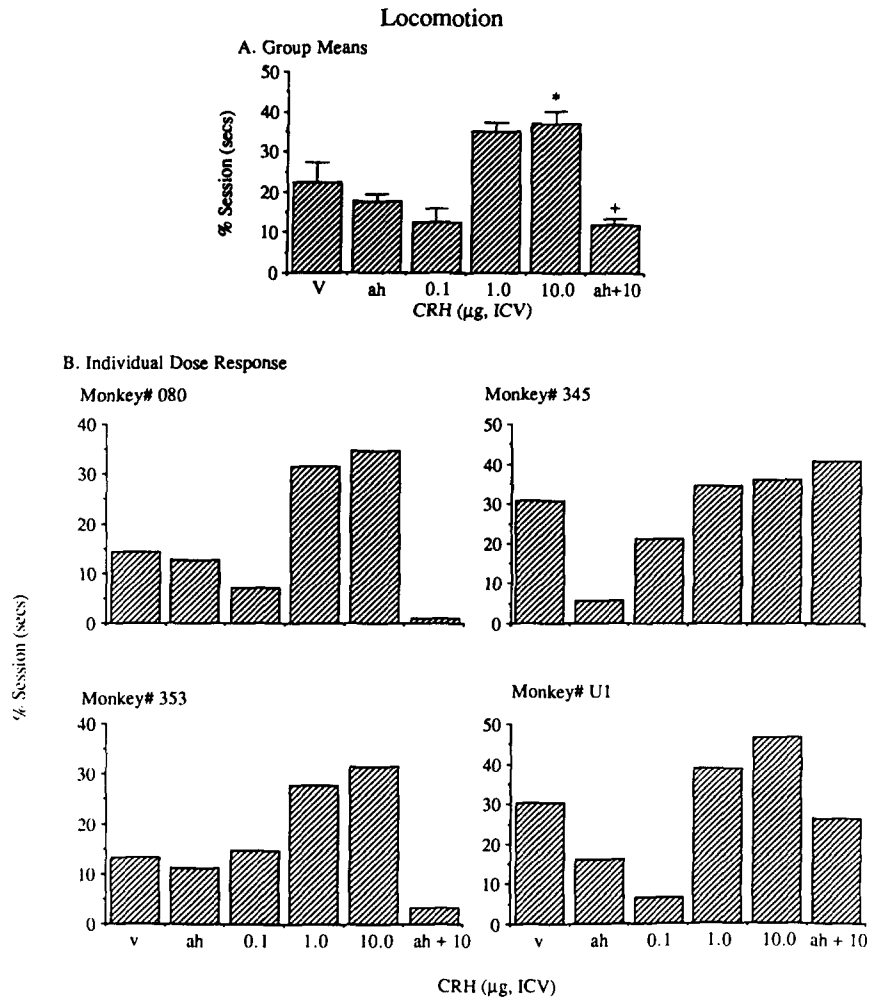 Locomotion
A. Group Means
% Session (secs)
50
40
30
20
10
0
*
+
V ah 0.1 1.0 10.0 ah+10
CRH (µg, ICV)
B. Individual Dose Response
% Session (secs)
Monkey# 080
40
30
20
10
0
Monkey# 345
50
40
30
20
10
0
Monkey# 353
40
30
20
10
0
v ah 0.1 1.0 10.0 ah + 10
Monkey# U1
50
40
30
20
10
0
v ah 0.1 1.0 10.0 ah + 10
CRH (µg, ICV)